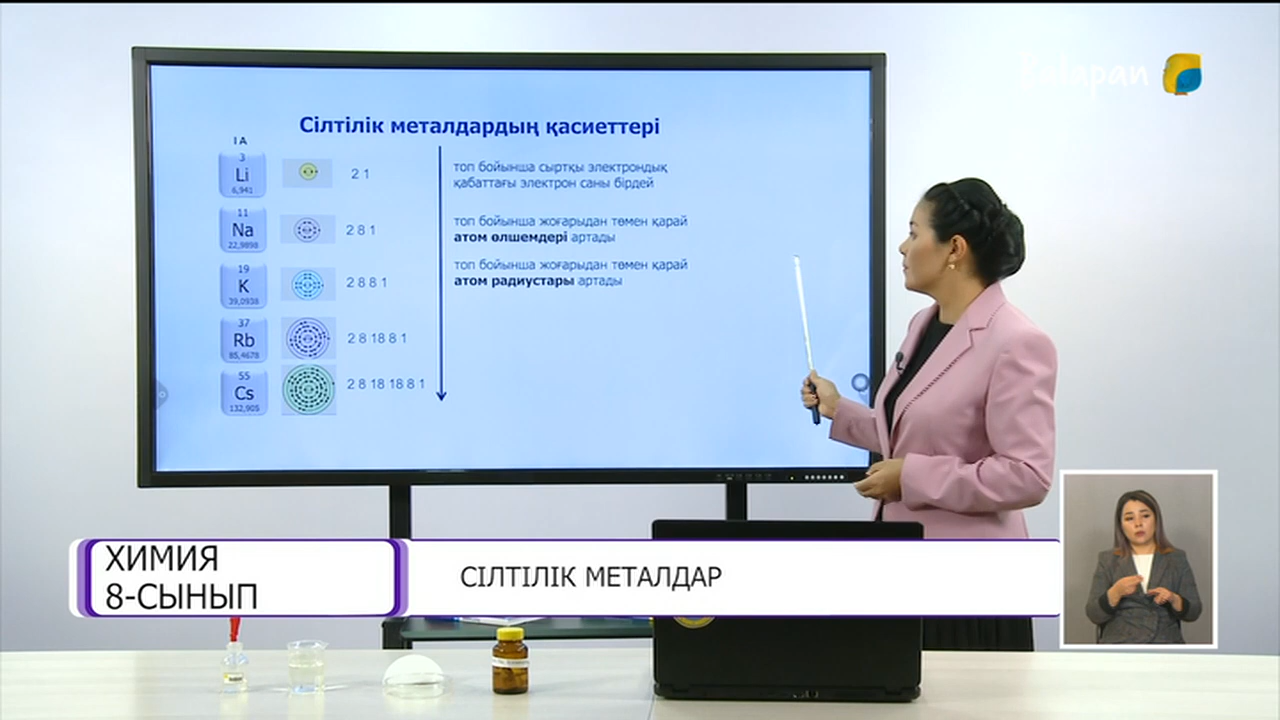 Balapan
Сілтілік металдардың қасиеттері
I A
3
Li
6,941
2 1
11
Na
22,9898
2 8 1
19
K
39,0938
2 8 8 1
37
Rb
85,4678
2 8 18 8 1
55
Cs
132,905
2 8 18 18 8 1
топ бойынша сыртқы электрондық
қабаттағы электрон саны бірдей
топ бойынша жоғарыдан төмен қарай
атом өлшемдері артады
топ бойынша жоғарыдан төмен қарай
атом радиустары артады
ХИМИЯ
8-СЫНЫП
СІЛТІЛІК МЕТАЛДАР